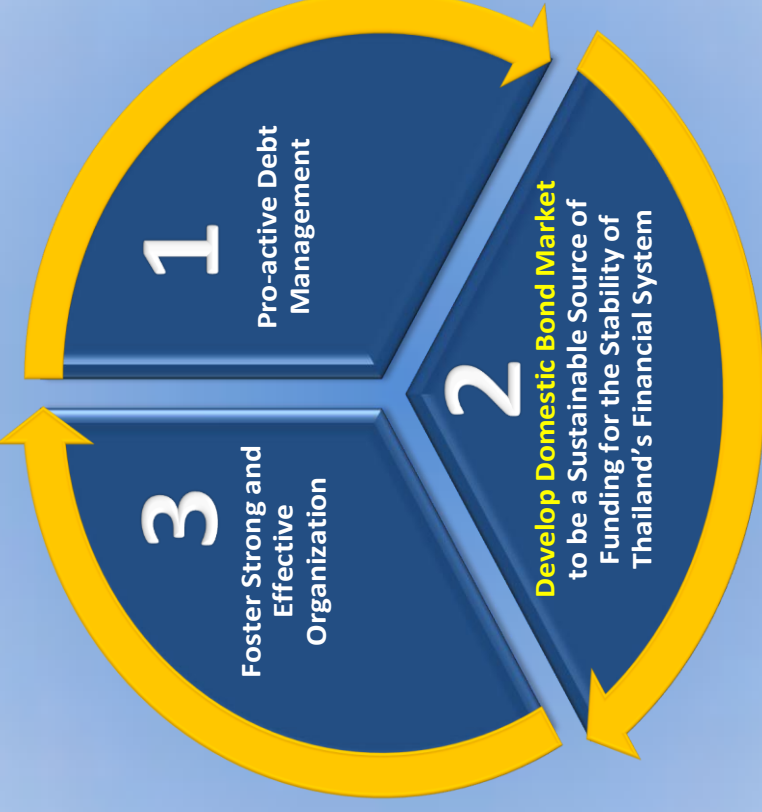 1
Pro-active Debt
Management
2
Develop Domestic Bond Market
to be a Sustainable Source of
Funding for the Stability of
Thailand’s Financial System
3
Foster Strong and
Effective
Organization